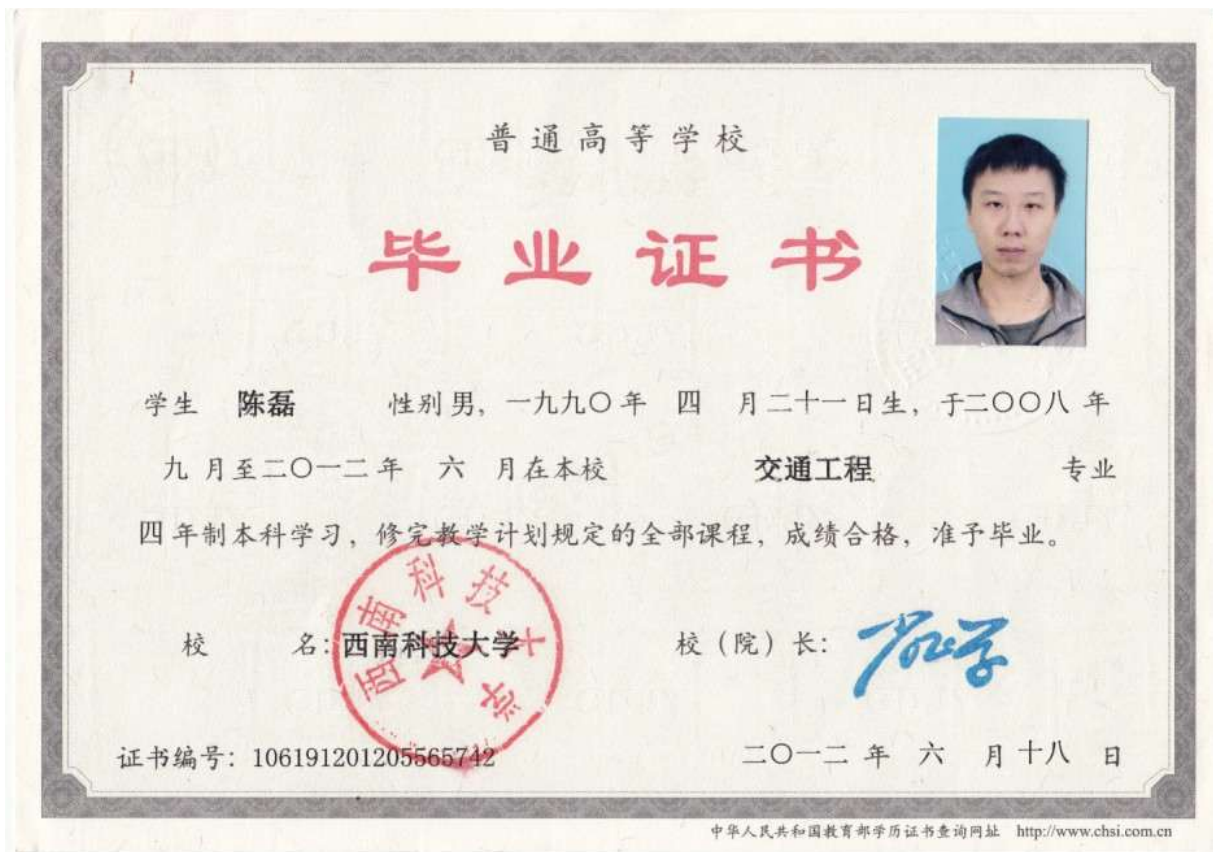 普通高等学校
毕业证书
学生 陈磊 性别 男，一九九〇年 四 月二十一日生，于二〇〇八 年
九 月至二〇一二年 六 月在本校 交通工程 专业
四 年制本科学习，修完教学计划规定的全部课程，成绩合格，准予毕业。
西南科技大学
校 名：西南科技大学 校（院）长：
证书编号：106191201205565742 二〇一二 年 六 月 十八 日
中华人民共和国教育部学历证书查询网址 http://www.chsi.com.cn